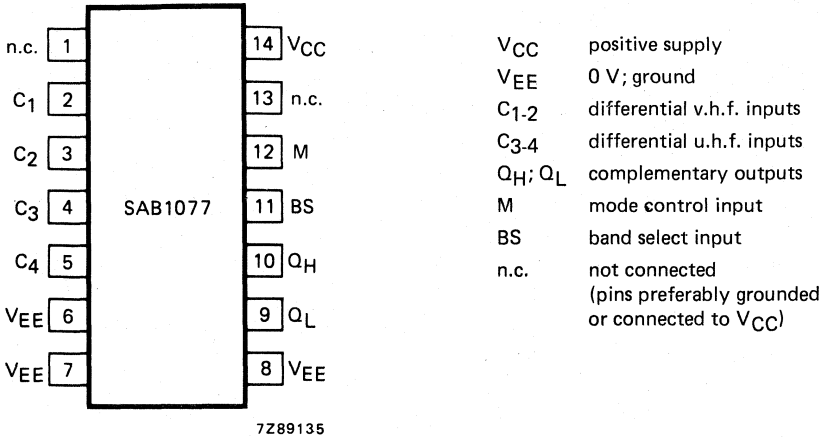 n.c. 1
C1 2
C2 3
C3 4
C4 5
VEE 6
VEE 7
SAB1077
14 VCC
13 n.c.
12 M
11 BS
10 QH
9 QL
8 VEE
7Z89135
VCC positive supply
VEE 0 V; ground
C1-2 differential v.h.f. inputs
C3-4 differential u.h.f. inputs
QH; QL complementary outputs
M mode control input
BS band select input
n.c. not connected
(pins preferably grounded
or connected to VCC)